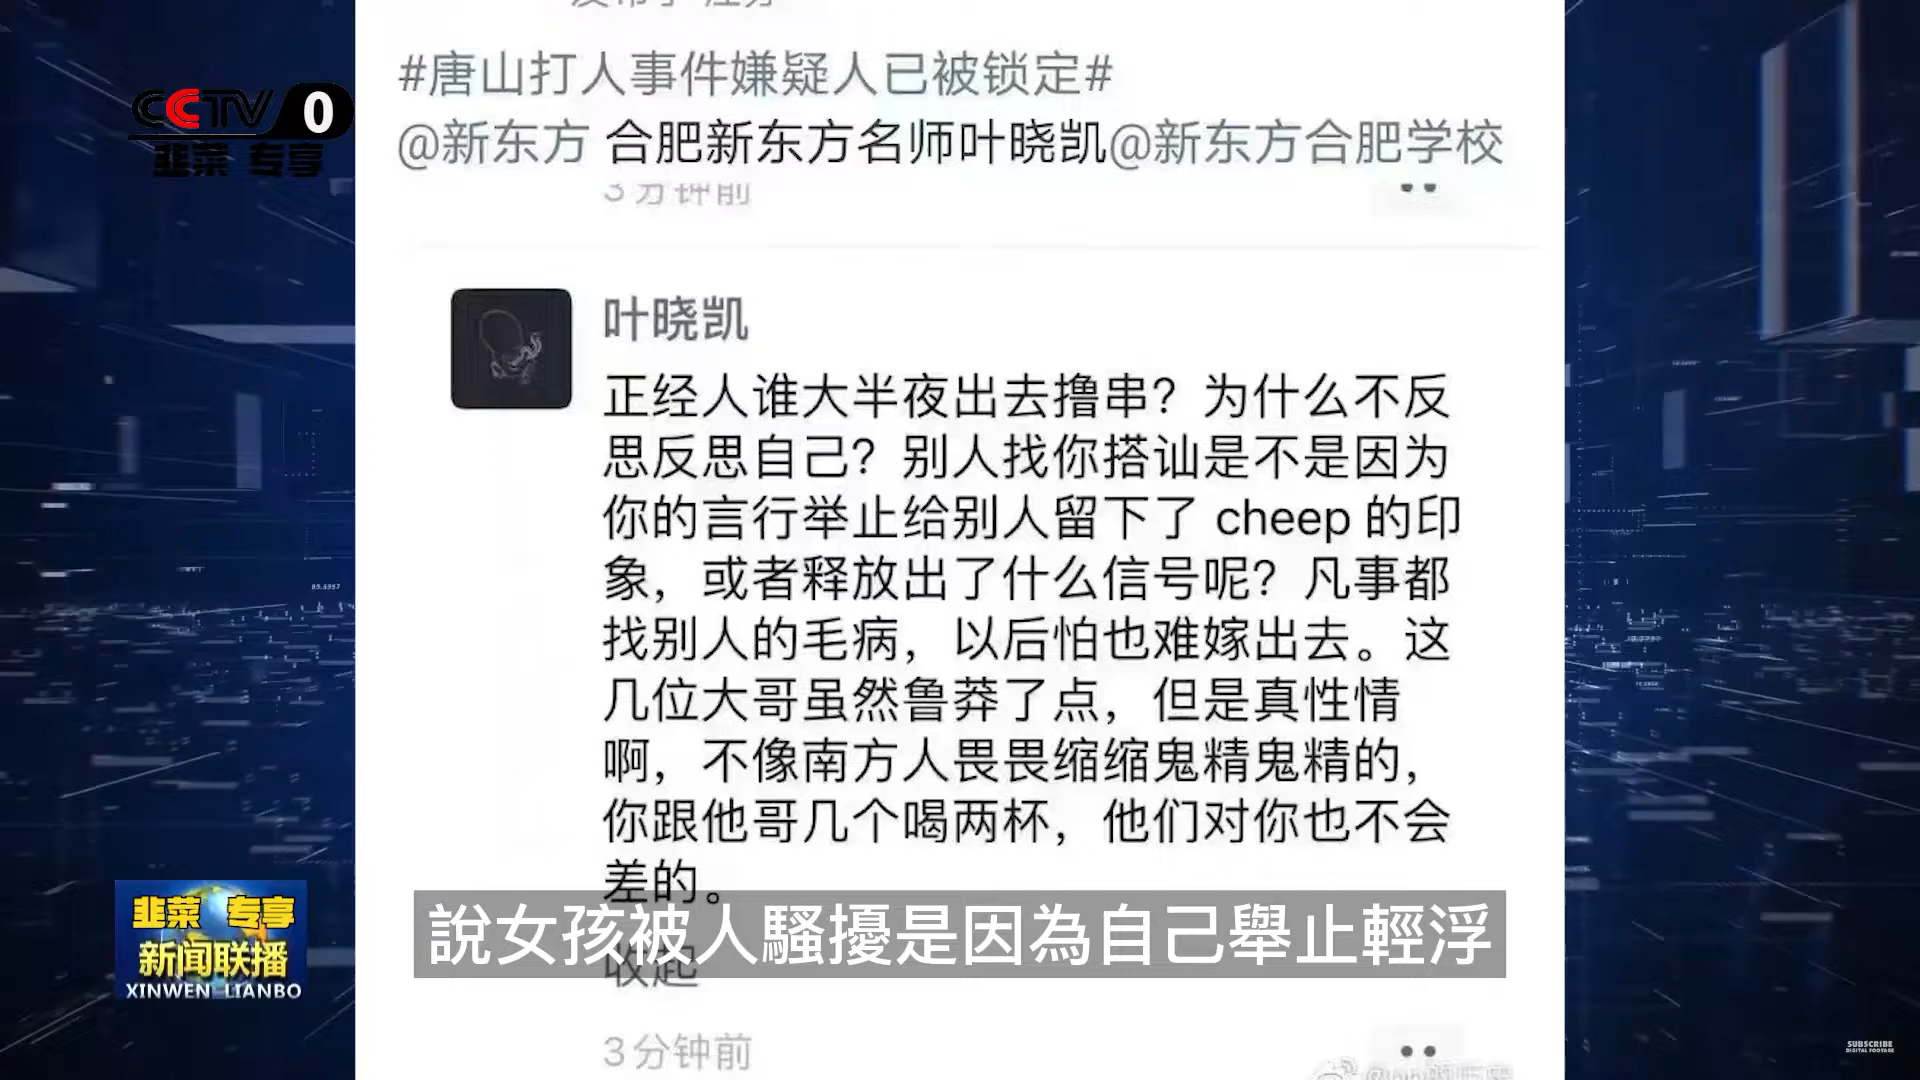 #唐山打人事件嫌疑人已被锁定#
CCTV 0
韭菜 专享
@新东方 合肥新东方名师叶晓凯@新东方合肥学校
3分钟前
叶晓凯
正经人谁大半夜出去撸串？为什么不反
思反思自己？别人找你搭讪是不是因为
你的言行举止给别人留下了 cheep 的印
象，或者释放出了什么信号呢？凡事都
找别人的毛病，以后怕也难嫁出去。这
几位大哥虽然鲁莽了点，但是真性情
啊，不像南方人畏畏缩缩鬼精鬼精的，
你跟他哥几个喝两杯，他们对你也不会
差的。
說女孩被人騷擾是因為自己舉止輕浮
收起
韭菜 专享
新闻联播
XINWEN LIANBO
3分钟前
SUBSCRIBE
DIGITAL FOOTAGE